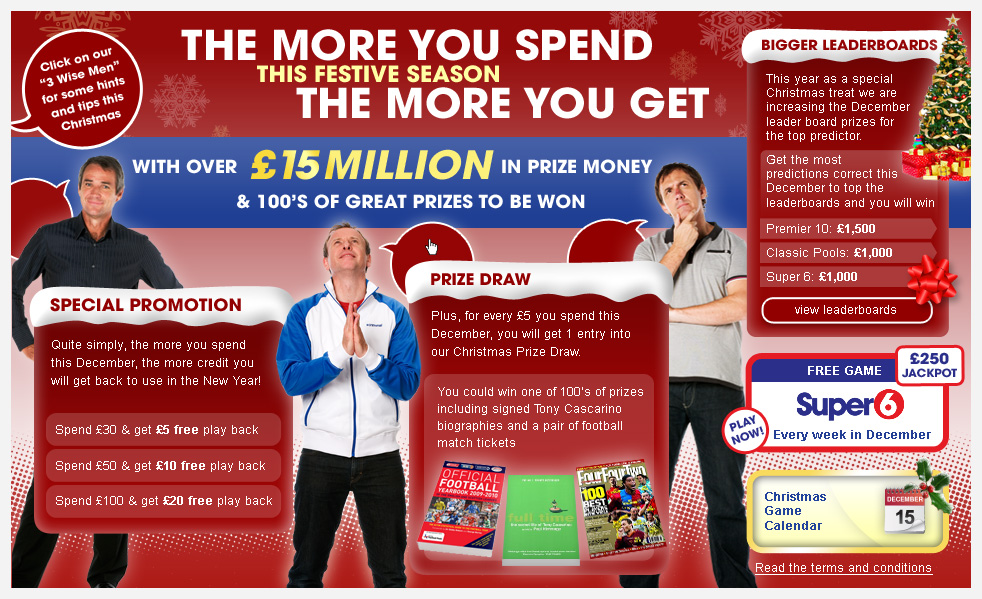 Click on our
"3 Wise Men"
for some hints
and tips this
Christmas
THE MORE YOU SPEND
THIS FESTIVE SEASON
THE MORE YOU GET
WITH OVER £15 MILLION IN PRIZE MONEY
& 100'S OF GREAT PRIZES TO BE WON
SPECIAL PROMOTION
Quite simply, the more you spend
this December, the more credit you
will get back to use in the New Year!
Spend £30 & get £5 free play back
Spend £50 & get £10 free play back
Spend £100 & get £20 free play back
PRIZE DRAW
Plus, for every £5 you spend this
December, you will get 1 entry into
our Christmas Prize Draw.
You could win one of 100's of prizes
including signed Tony Cascarino
biographies and a pair of football
match tickets
OFFICIAL
FOOTBALL
YEARBOOK 2009-2010
full time
FourFourTwo
100
BEST
BIGGER LEADERBOARDS
This year as a special
Christmas treat we are
increasing the December
leader board prizes for
the top predictor.
Get the most
predictions correct this
December to top the
leaderboards and you will win
Premier 10: £1,500
Classic Pools: £1,000
Super 6: £1,000
view leaderboards
£250
JACKPOT
FREE GAME
Super 6
PLAY
NOW!
Every week in December
Christmas
Game
Calendar
DECEMBER
15
Read the terms and conditions